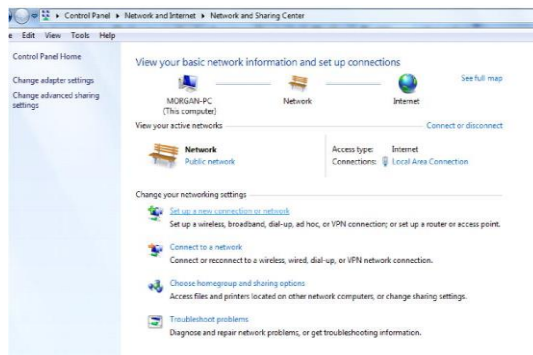 Control Panel ▸ Network and Internet ▸ Network and Sharing Center
Edit View Tools Help
Control Panel Home
Change adapter settings
Change advanced sharing
settings
View your basic network information and set up connections
See full map
MORGAN-PC
(This computer)
Network
Internet
View your active networks
Connect or disconnect
Network
Public network
Access type: Internet
Connections: Local Area Connection
Change your networking settings
Set up a new connection or network
Set up a wireless, broadband, dial-up, ad hoc, or VPN connection; or set up a router or access point.
Connect to a network
Connect or reconnect to a wireless, wired, dial-up, or VPN network connection.
Choose homegroup and sharing options
Access files and printers located on other network computers, or change sharing settings.
Troubleshoot problems
Diagnose and repair network problems, or get troubleshooting information.